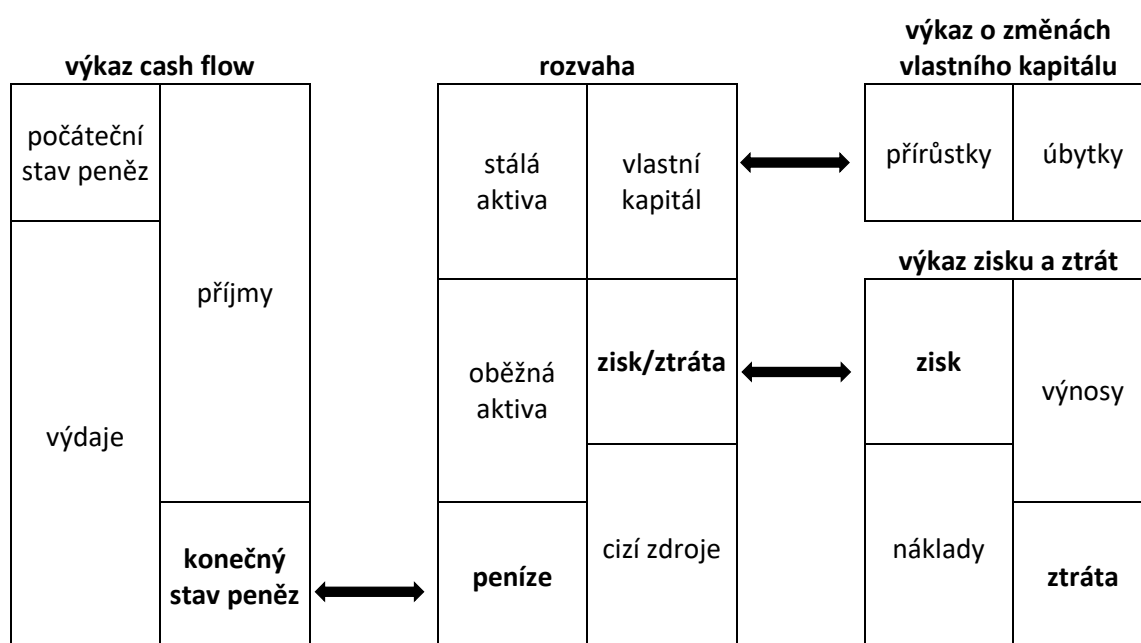 výkaz cash flow
počáteční
stav peněz
příjmy
výdaje
konečný
stav peněz
rozvaha
stálá
aktiva
vlastní
kapitál
oběžná
aktiva
zisk/ztráta
peníze
cizí zdroje
výkaz o změnách
vlastního kapitálu
přírůstky
úbytky
výkaz zisku a ztrát
zisk
výnosy
náklady
ztráta